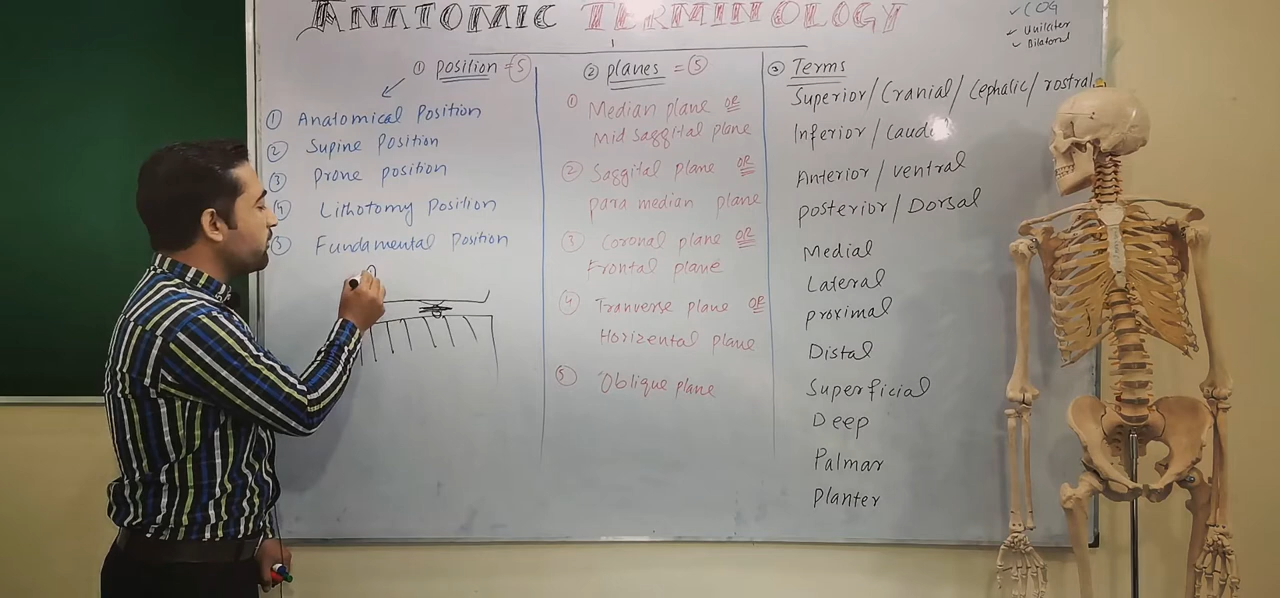 ANATOMIC TERMINOLOGY
✓ COG
✓ Unilater
✓ Bilateral
① position = 5
① Anatomical Position
② Supine Position
③ Prone position
④ Lithotomy Position
⑤ Fundamental Position
② planes = 5
① Median plane OR
Mid saggital plane
② Saggital plane OR
para median plane
③ Coronal plane OR
Frontal plane
④ Tranverse plane OR
Horizental plane
⑤ Oblique plane
③ Terms
Superior / Cranial / Cephalic / rostral
Inferior / Caudal
Anterior / ventral
posterior / Dorsal
Medial
Lateral
proximal
Distal
Superficial
Deep
Palmar
Planter